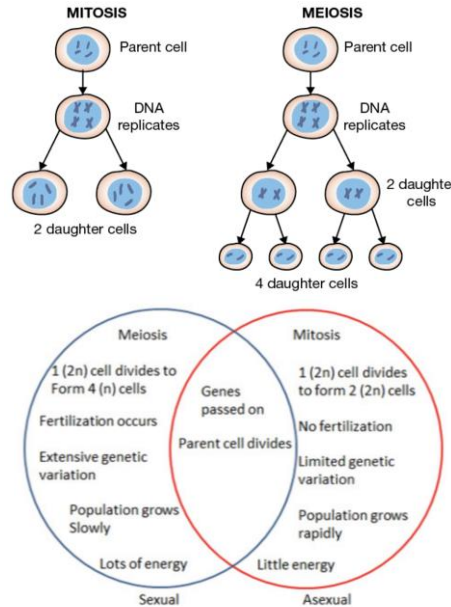 MITOSIS
Parent cell
DNA
replicates
2 daughter cells
MEIOSIS
Parent cell
DNA
replicates
2 daughte
cells
4 daughter cells
Meiosis
1 (2n) cell divides to
Form 4 (n) cells
Fertilization occurs
Extensive genetic
variation
Population grows
Slowly
Lots of energy
Genes
passed on
Parent cell divides
Mitosis
1 (2n) cell divides
to form 2 (2n) cells
No fertilization
Limited genetic
variation
Population grows
rapidly
Little energy
Sexual
Asexual